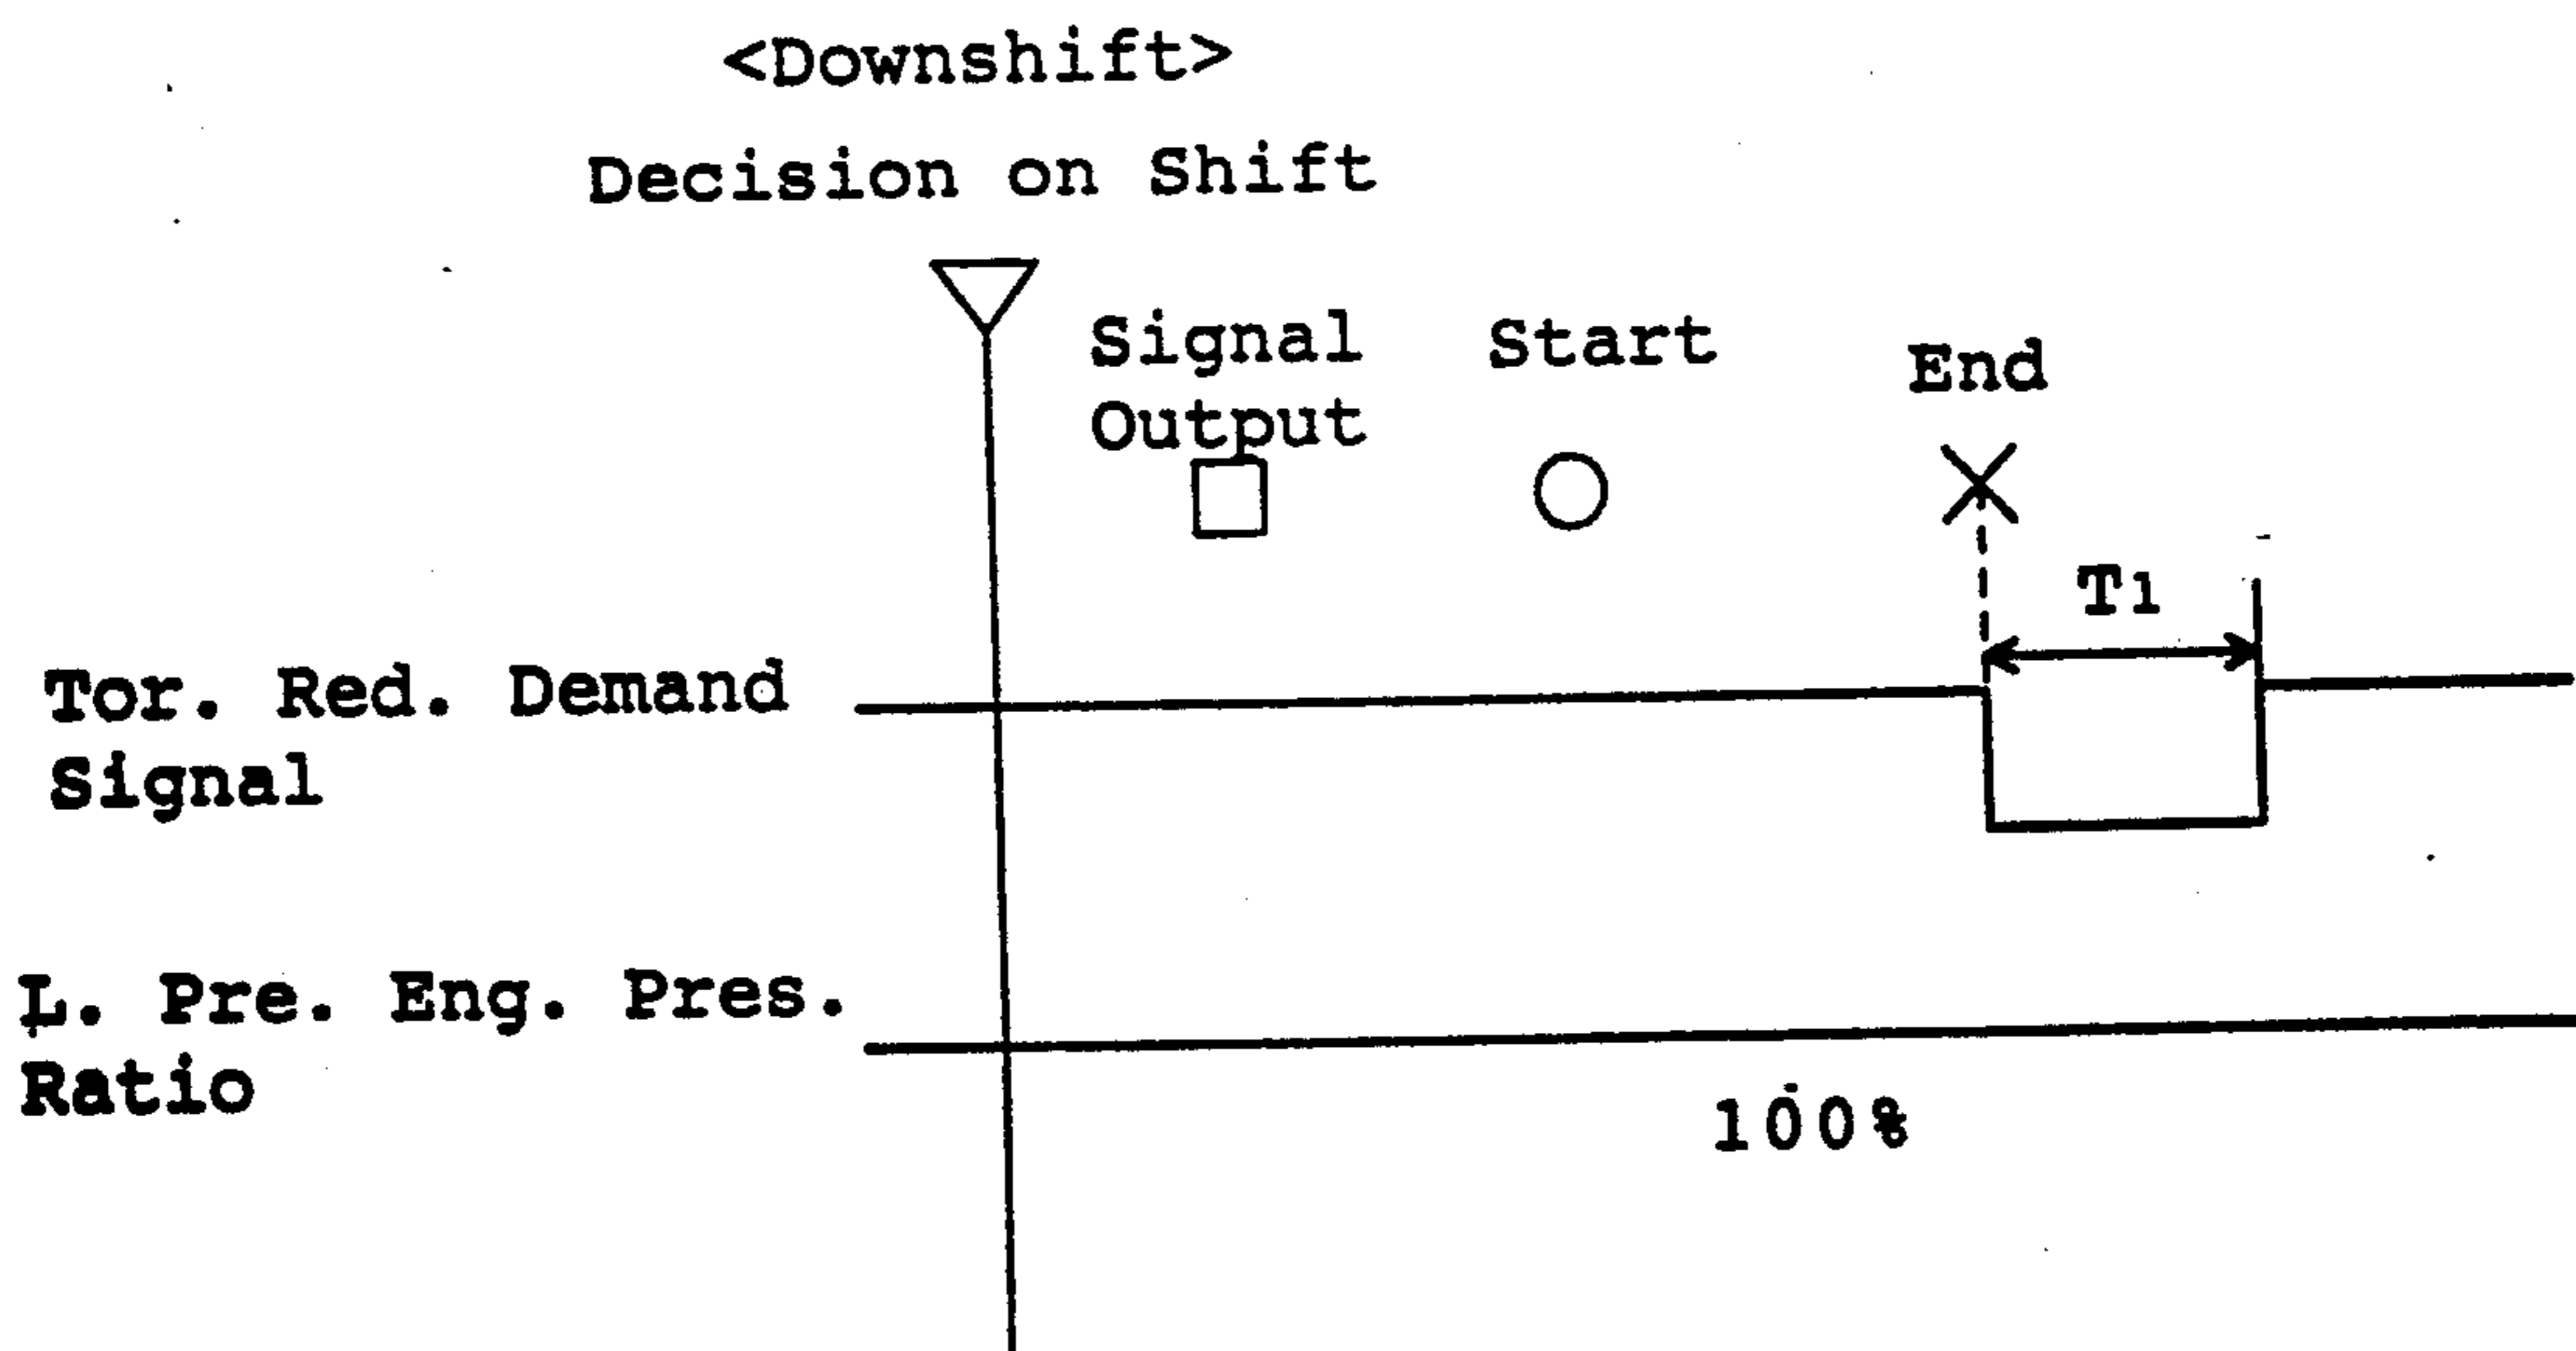 <Downshift>
Decision on Shift
Signal
Output
Start
End
T1
Tor. Red. Demand
Signal
L. Pre. Eng. Pres.
Ratio
100%